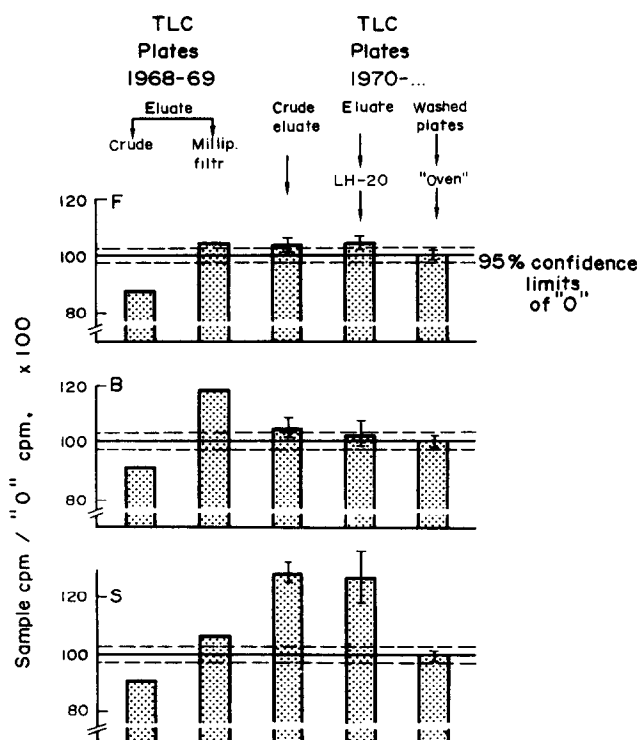 TLC
Plates
1968-69
TLC
Plates
1970-...
Eluate
Crude
Millip.
filtr
Crude
eluate
Eluate
LH-20
Washed
plates
"Oven"
F
120
100
80
95% confidence
limits
of "O"
B
120
100
80
S
120
100
80
Sample cpm / "O" cpm, x 100